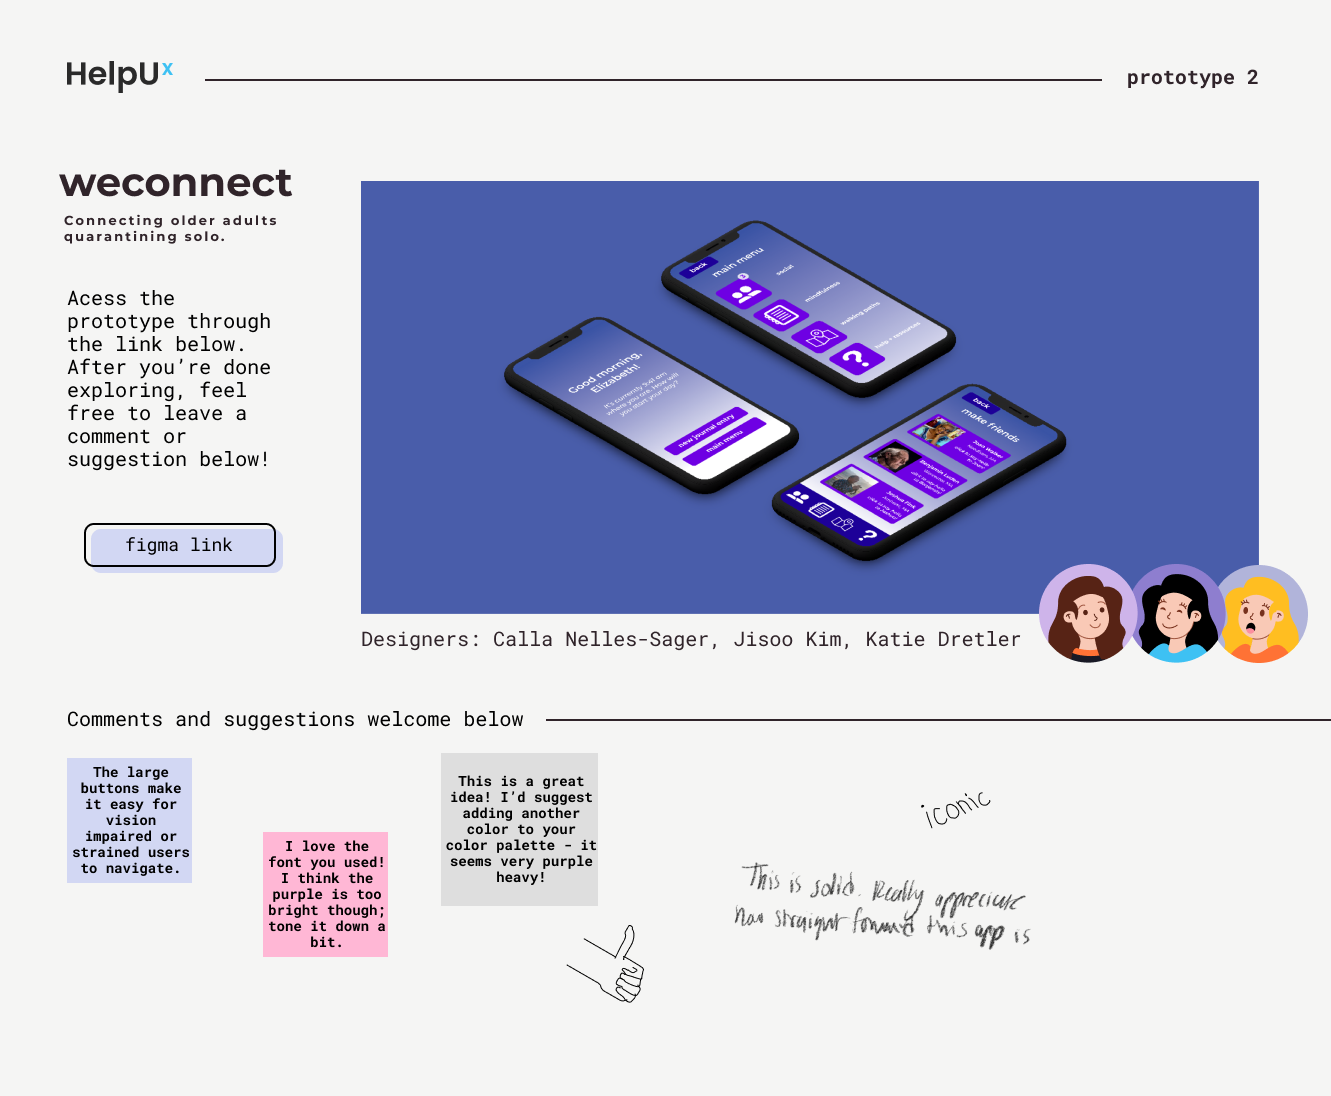 HelpUx
prototype 2
weconnect
Connecting older adults
quarantining solo.
Acess the
prototype through
the link below.
After you’re done
exploring, feel
free to leave a
comment or
suggestion below!
figma link
back
main menu
social
mindfulness
walking paths
help + resources
Good morning,
Elizabeth!
It's currently 1:46 am
where you are. How will
you start your day?
new journal entry
main menu
back
make friends
Joan Walker
Benjamin Lufkin
Joshua Fink
Designers: Calla Nelles-Sager, Jisoo Kim, Katie Dretler
Comments and suggestions welcome below
The large
buttons make
it easy for
vision
impaired or
strained users
to navigate.
I love the
font you used!
I think the
purple is too
bright though;
tone it down a
bit.
This is a great
idea! I’d suggest
adding another
color to your
color palette - it
seems very purple
heavy!
iconic
This is solid. Really appreciate
how straight forward this app is